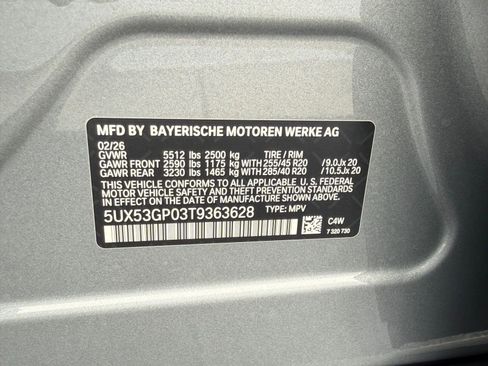 MFD BY BAYERISCHE MOTOREN WERKE AG
02/26
GVWR 5512 lbs 2500 kg TIRE / RIM
GAWR FRONT 2590 lbs 1175 kg WITH 255/45 R20 /9.0Jx 20
GAWR REAR 3230 lbs 1465 kg WITH 285/40 R20 /10.5Jx 20
THIS VEHICLE CONFORMS TO ALL APPLICABLE U.S. FEDERAL
MOTOR VEHICLE SAFETY STANDARDS IN EFFECT ON THE
DATE OF MANUFACTURE SHOWN ABOVE.
5UX53GP03T9363628 TYPE: MPV
C4W
7 320 730